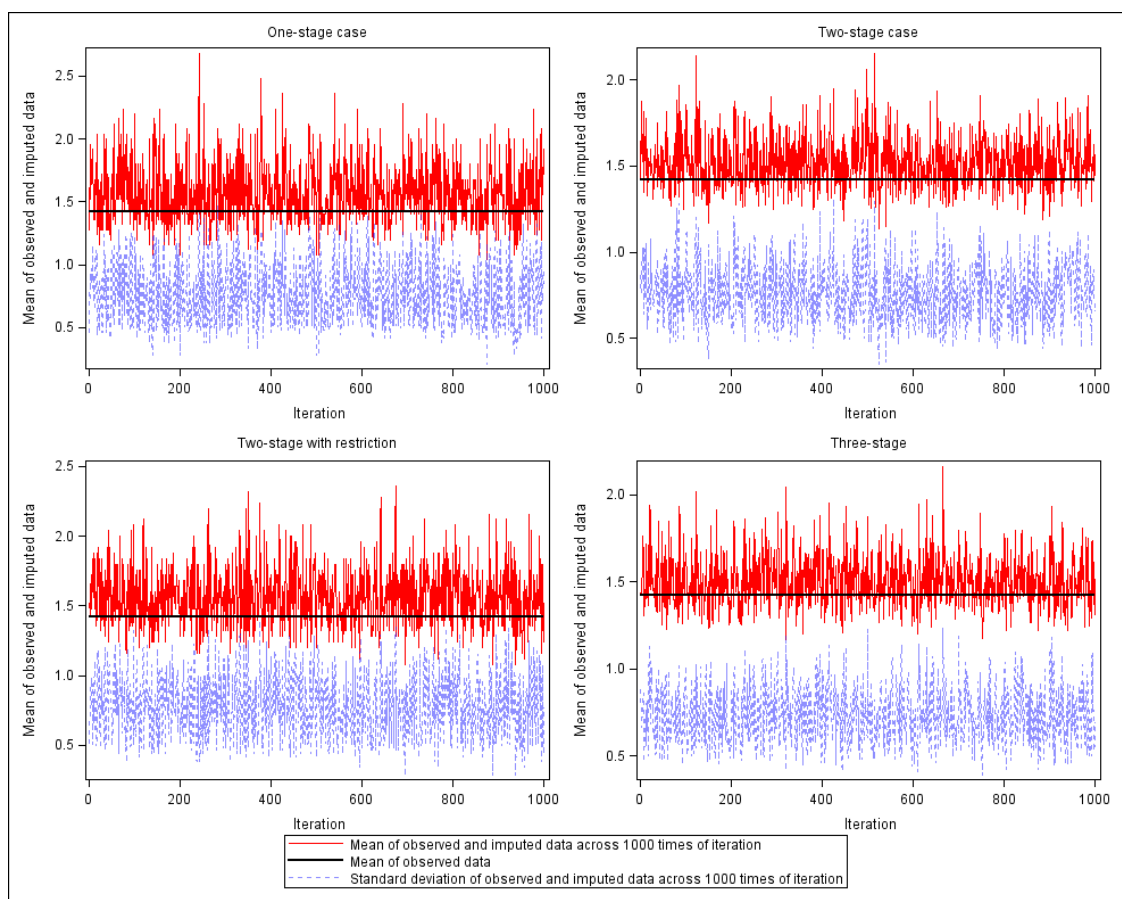 One-stage case
Two-stage case
Mean of observed and imputed data
2.5
2.0
1.5
1.0
0.5
0 200 400 600 800 1000
Iteration
Mean of observed and imputed data
2.0
1.5
1.0
0.5
0 200 400 600 800 1000
Iteration
Two-stage with restriction
Three-stage
Mean of observed and imputed data
2.5
2.0
1.5
1.0
0.5
0 200 400 600 800 1000
Iteration
Mean of observed and imputed data
2.0
1.5
1.0
0.5
0 200 400 600 800 1000
Iteration
Mean of observed and imputed data across 1000 times of iteration
Mean of observed data
Standard deviation of observed and imputed data across 1000 times of iteration